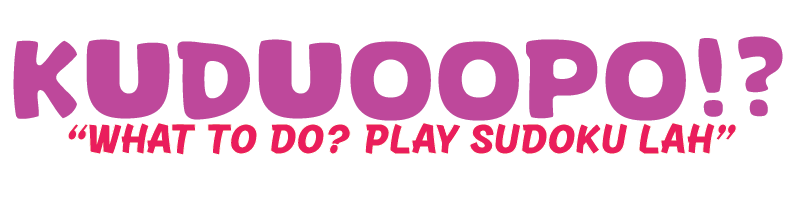 KUDUOOPO!?
“WHAT TO DO? PLAY SUDOKU LAH”